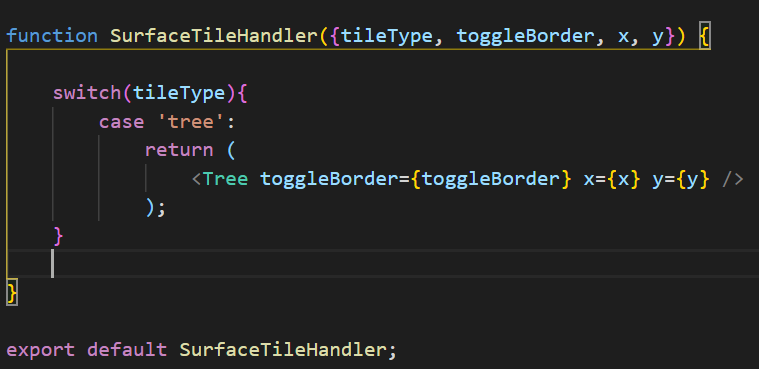 function SurfaceTileHandler({tileType, toggleBorder, x, y}) {
switch(tileType){
case 'tree':
return (
<Tree toggleBorder={toggleBorder} x={x} y={y} />
);
}
}
export default SurfaceTileHandler;